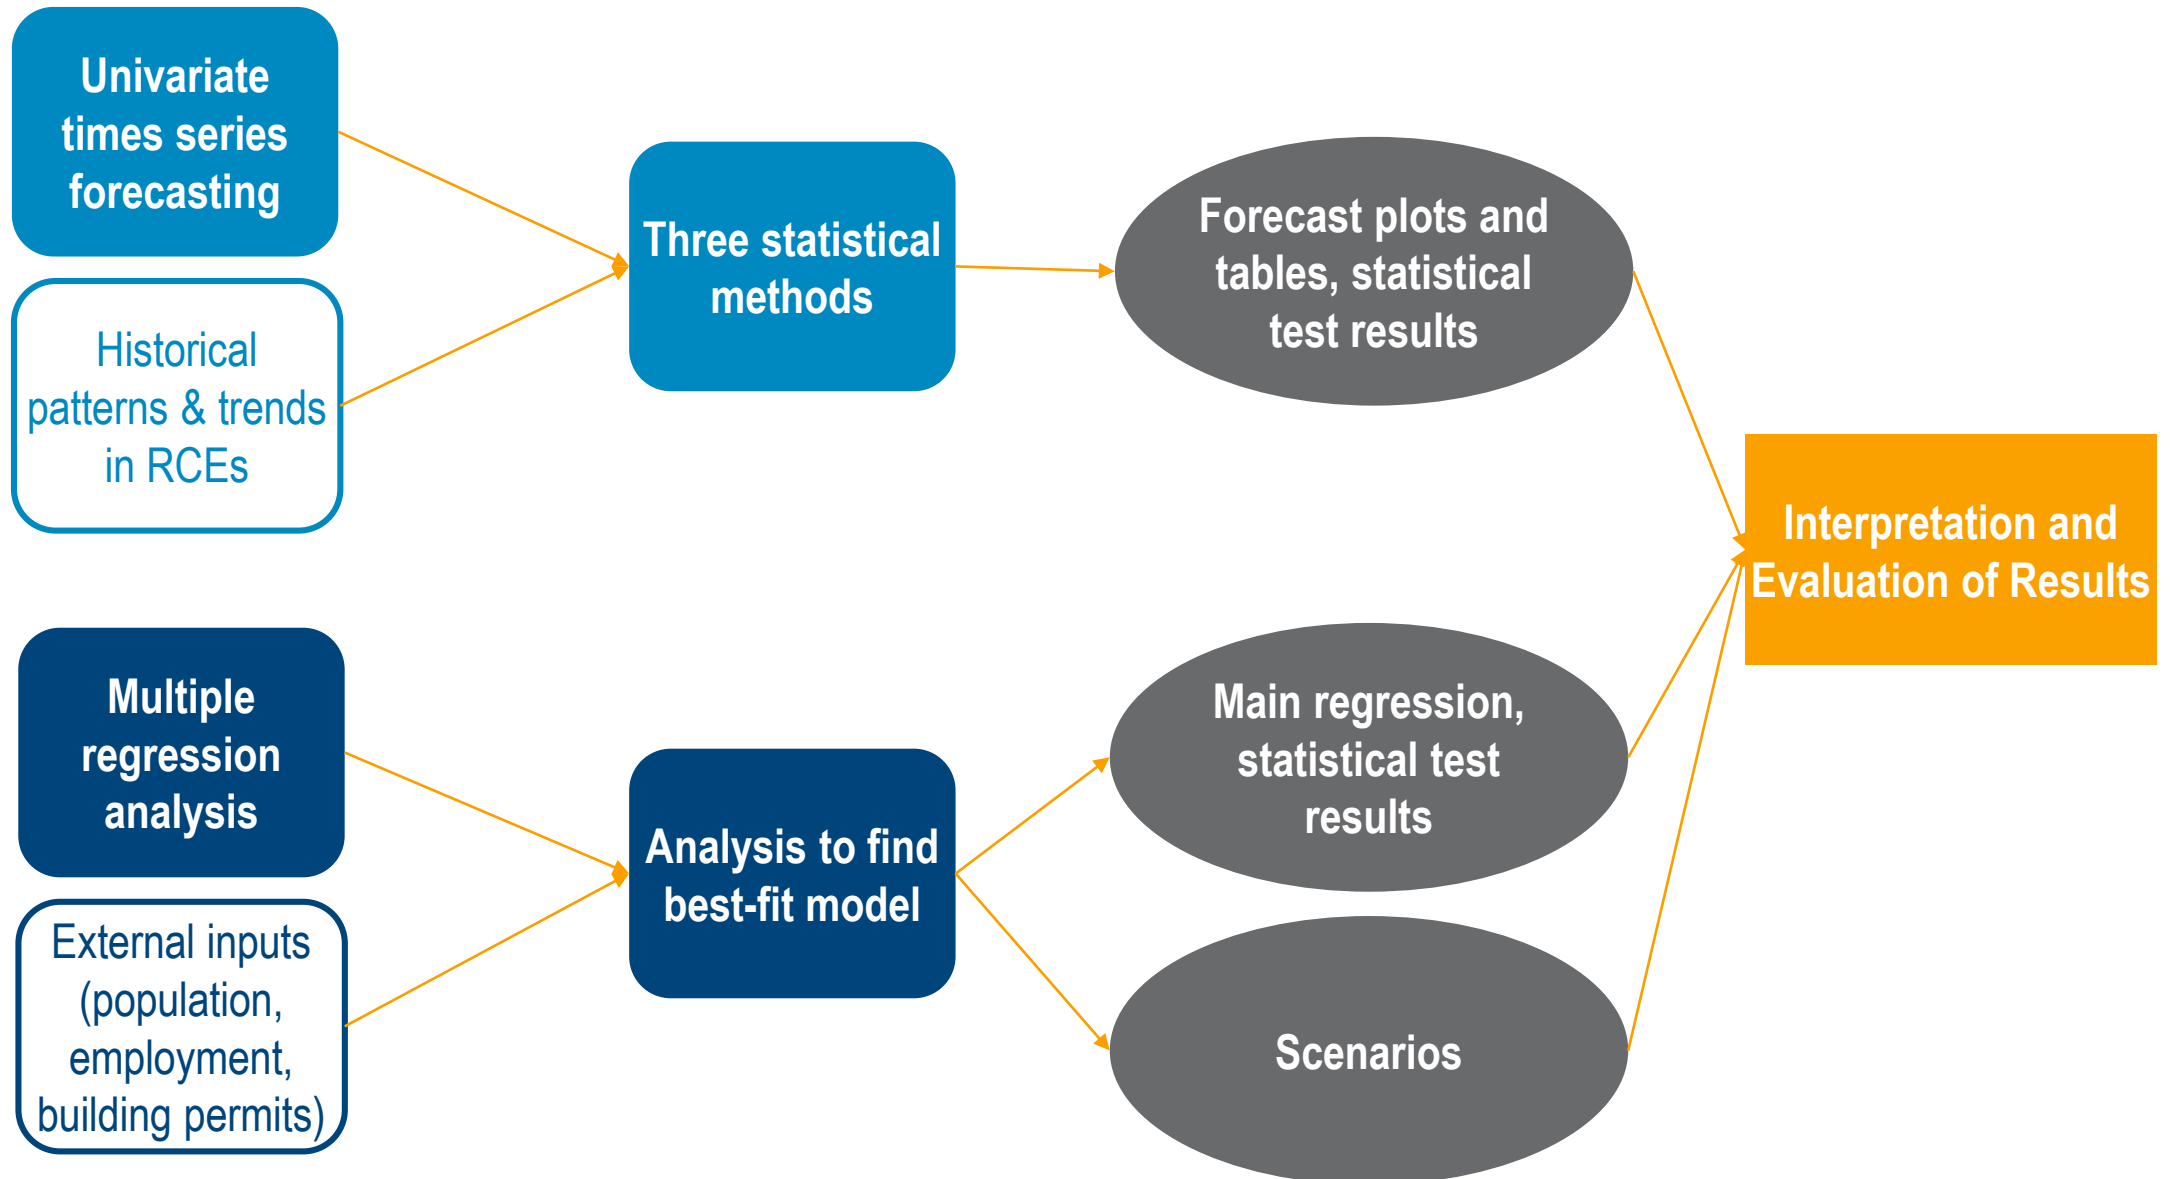 Univariate
times series
forecasting
Historical
patterns & trends
in RCEs
Three statistical
methods
Forecast plots and
tables, statistical
test results
Interpretation and
Evaluation of Results
Multiple
regression
analysis
External inputs
(population,
employment,
building permits)
Analysis to find
best-fit model
Main regression,
statistical test
results
Scenarios